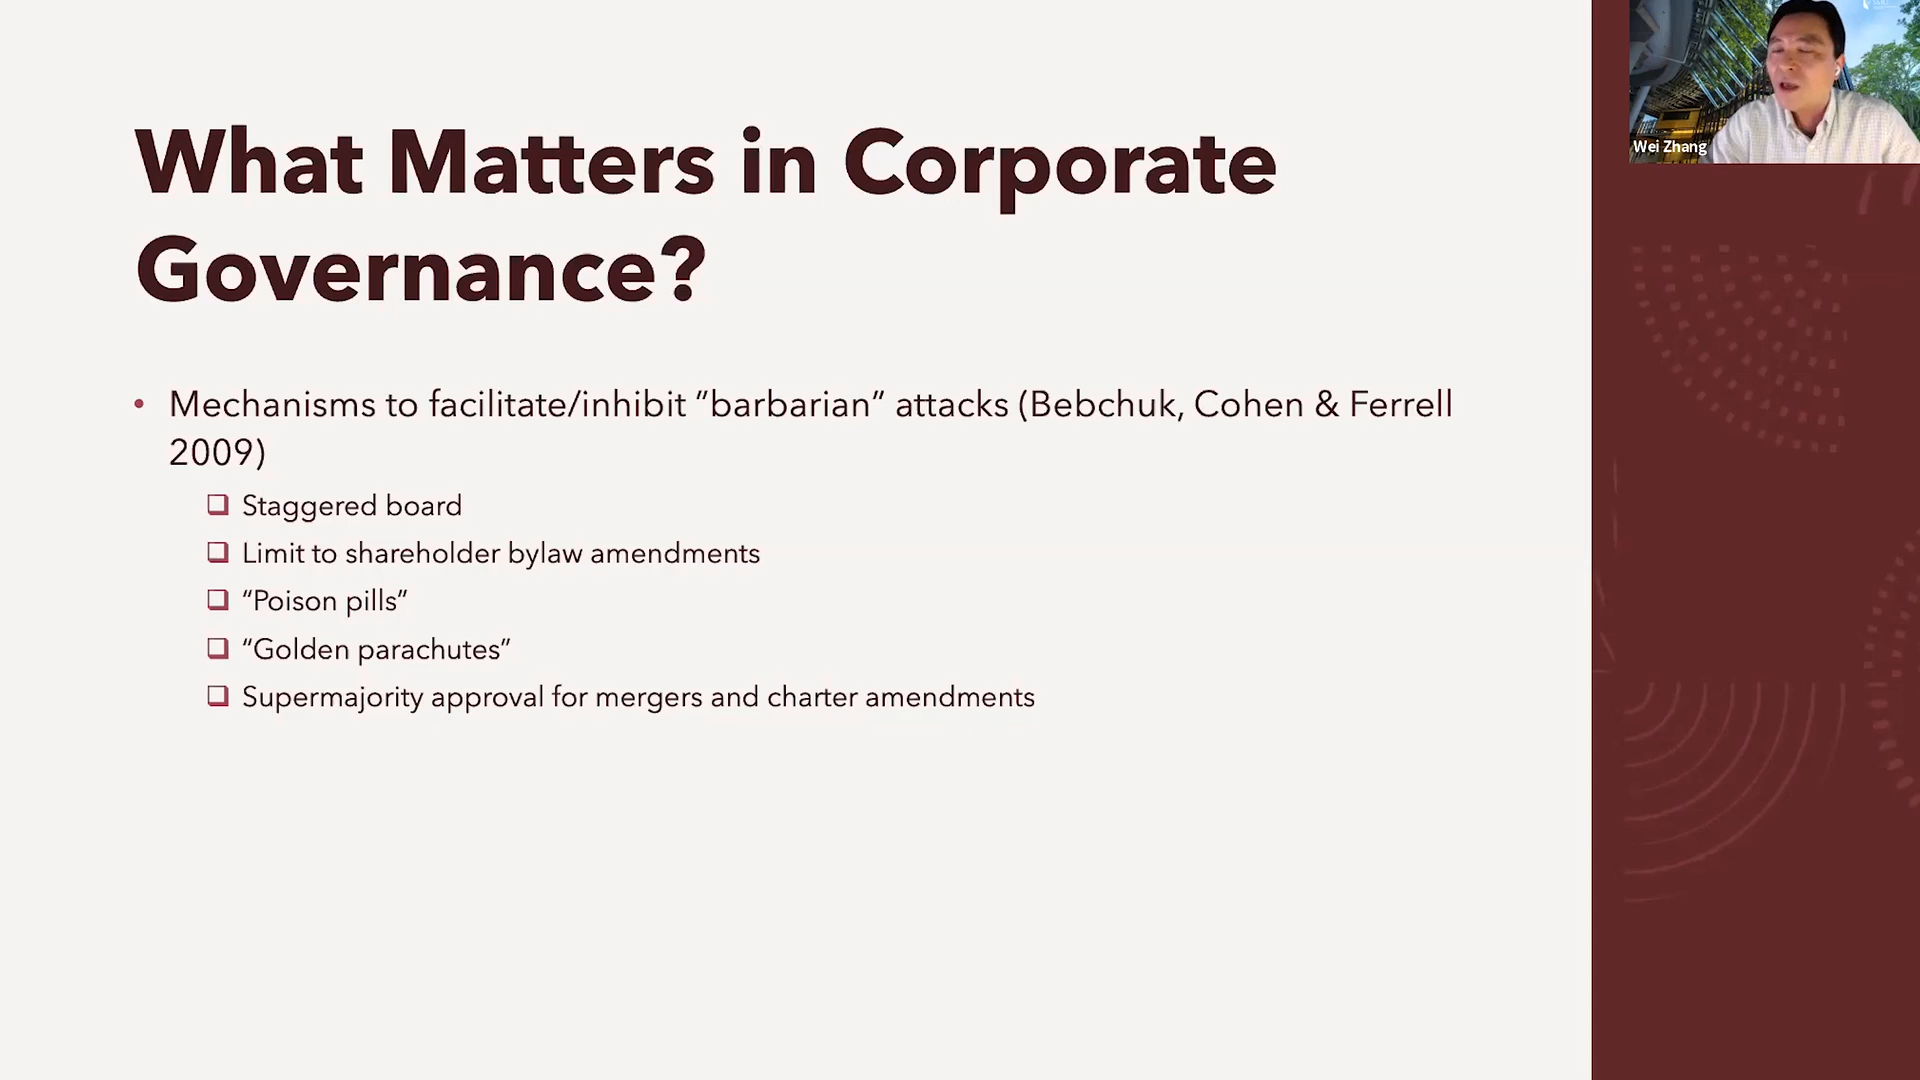 What Matters in Corporate
Governance?
• Mechanisms to facilitate/inhibit ”barbarian” attacks (Bebchuk, Cohen & Ferrell
2009)
❑ Staggered board
❑ Limit to shareholder bylaw amendments
❑ “Poison pills”
❑ “Golden parachutes”
❑ Supermajority approval for mergers and charter amendments
Wei Zhang